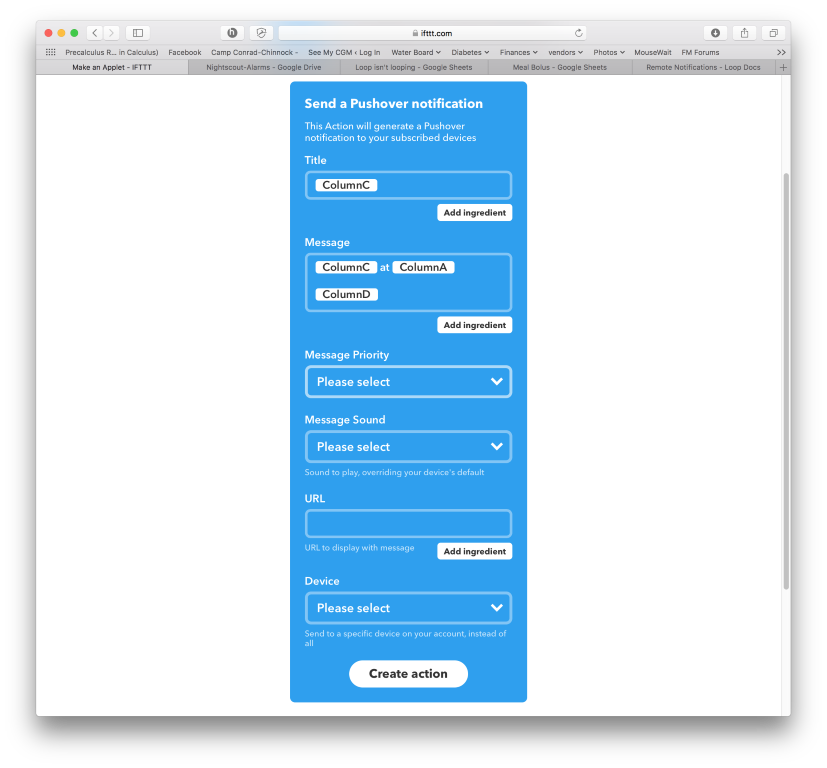 ifttt.com
Precalculus R... in Calculus) Facebook Camp Conrad-Chinnock - See My CGM ‹ Log In Water Board Diabetes Finances vendors Photos MouseWait FM Forums
Make an Applet - IFTTT Nightscout-Alarms - Google Drive Loop isn't looping - Google Sheets Meal Bolus - Google Sheets Remote Notifications - Loop Docs
Send a Pushover notification
This Action will generate a Pushover
notification to your subscribed devices
Title
ColumnC
Add ingredient
Message
ColumnC at ColumnA
ColumnD
Add ingredient
Message Priority
Please select
Message Sound
Please select
Sound to play, overriding your device's default
URL
URL to display with message
Add ingredient
Device
Please select
Send to a specific device on your account, instead of
all
Create action